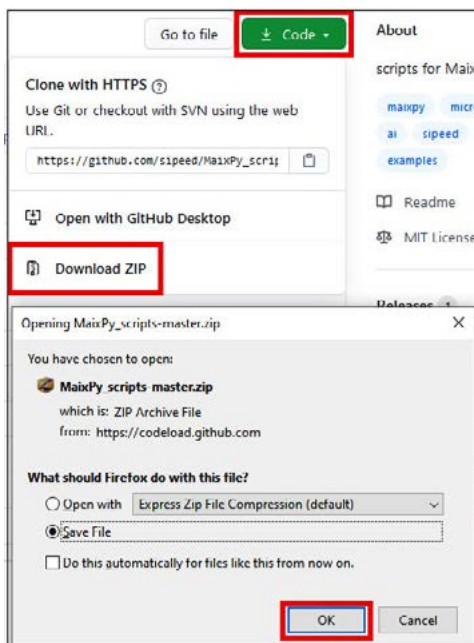 Go to file
Code
About
scripts for Maix
Clone with HTTPS
Use Git or checkout with SVN using the web
URL.
https://github.com/sipeed/MaixPy_scrip
maixpy micr
ai sipeed
examples
Readme
Open with GitHub Desktop
MIT License
Download ZIP
Releases 1
Opening MaixPy_scripts-master.zip
You have chosen to open:
MaixPy_scripts-master.zip
which is: ZIP Archive File
from: https://codeload.github.com
What should Firefox do with this file?
Open with Express Zip File Compression (default)
Save File
Do this automatically for files like this from now on.
OK Cancel